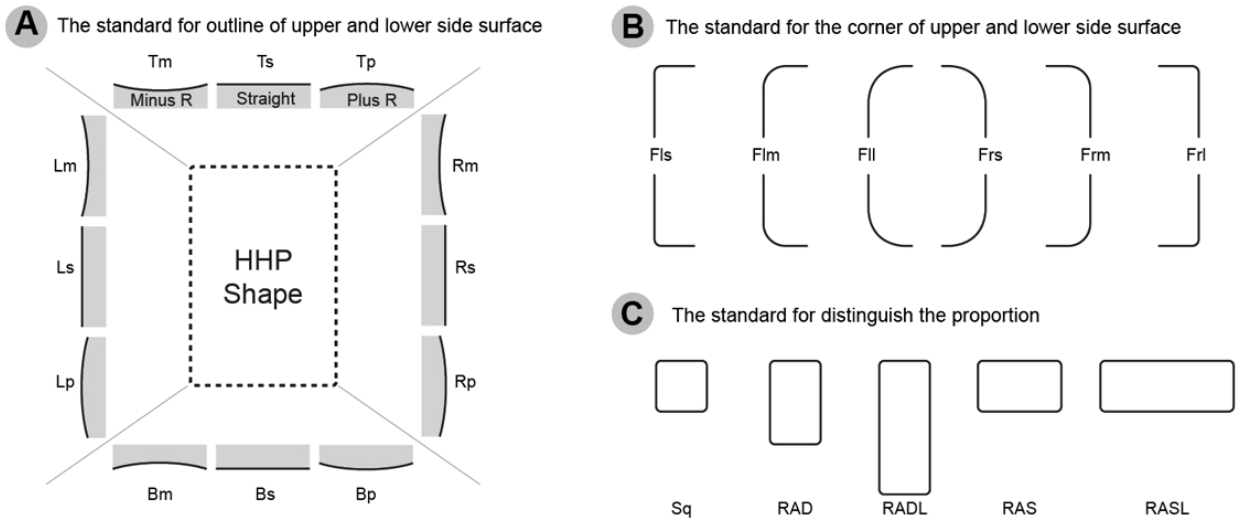 A The standard for outline of upper and lower side surface
Tm Ts Tp
Minus R Straight Plus R
Lm Rm
Ls Rs
Lp Rp
HHP
Shape
Bm Bs Bp
B The standard for the corner of upper and lower side surface
Fls Flm Fll Frs Frm Frl
C The standard for distinguish the proportion
Sq RAD RADL RAS RASL